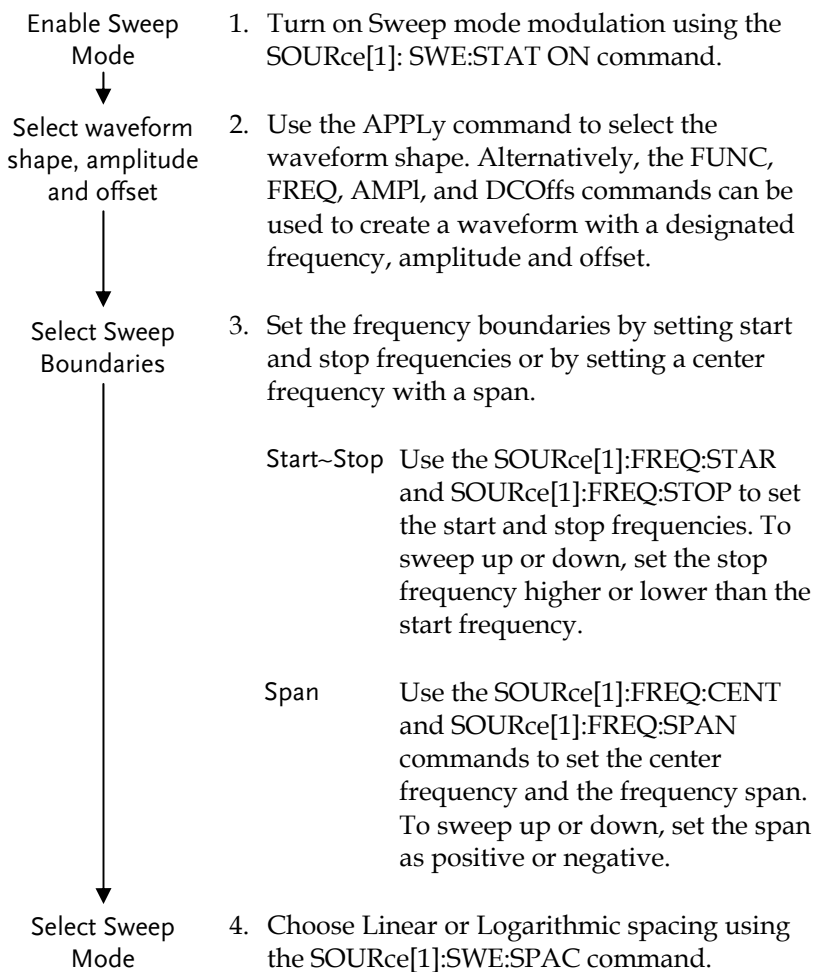 Enable Sweep
Mode
1. Turn on Sweep mode modulation using the
SOURce[1]: SWE:STAT ON command.
Select waveform
shape, amplitude
and offset
2. Use the APPLy command to select the
waveform shape. Alternatively, the FUNC,
FREQ, AMPl, and DCOffs commands can be
used to create a waveform with a designated
frequency, amplitude and offset.
Select Sweep
Boundaries
3. Set the frequency boundaries by setting start
and stop frequencies or by setting a center
frequency with a span.
Start~Stop Use the SOURce[1]:FREQ:STAR
and SOURce[1]:FREQ:STOP to set
the start and stop frequencies. To
sweep up or down, set the stop
frequency higher or lower than the
start frequency.
Span Use the SOURce[1]:FREQ:CENT
and SOURce[1]:FREQ:SPAN
commands to set the center
frequency and the frequency span.
To sweep up or down, set the span
as positive or negative.
Select Sweep
Mode
4. Choose Linear or Logarithmic spacing using
the SOURce[1]:SWE:SPAC command.